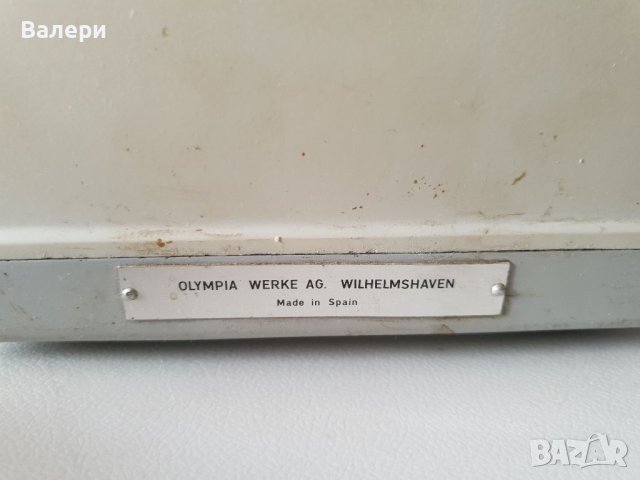 Валери
OLYMPIA WERKE AG. WILHELMSHAVEN
Made in Spain
BAZAR